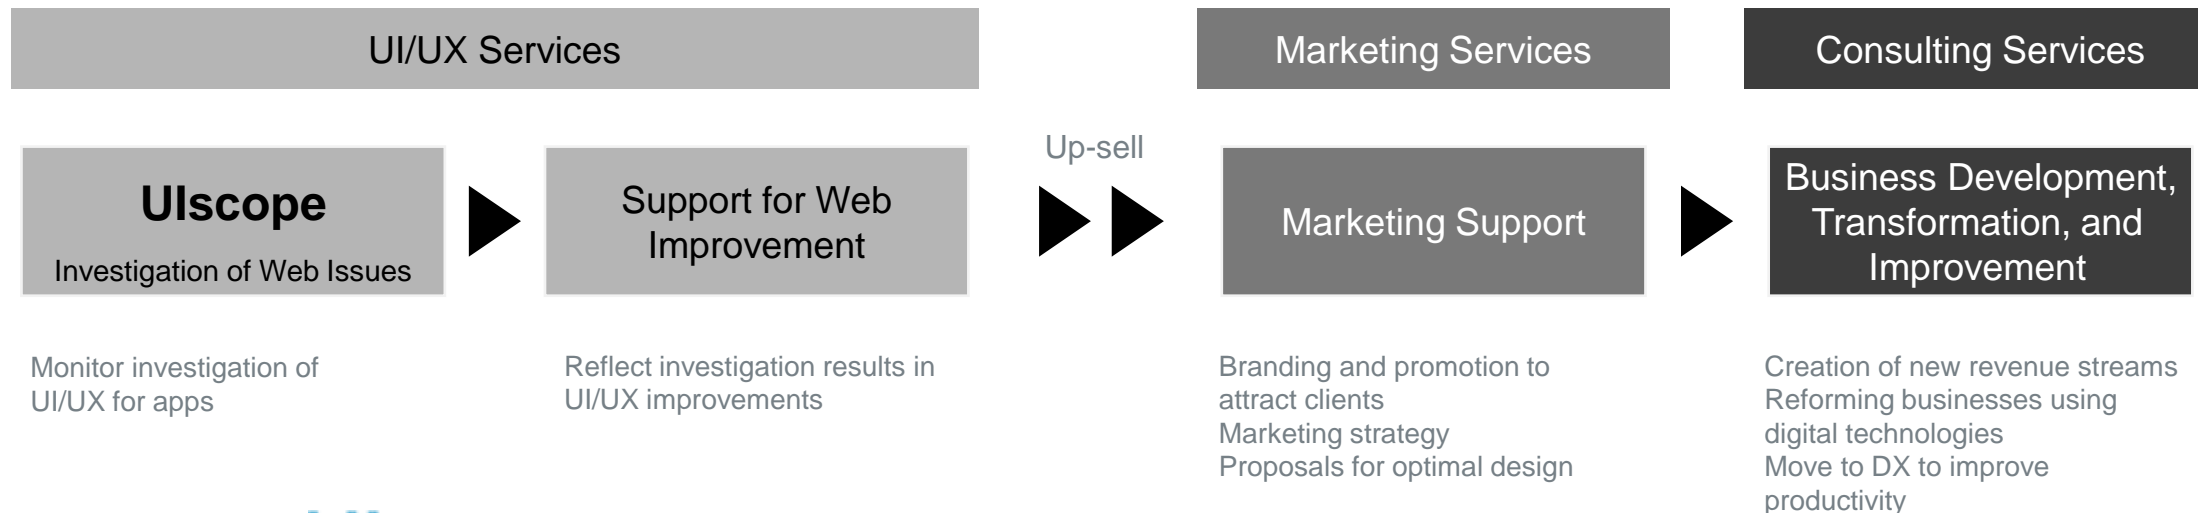 UI/UX Services
Marketing Services
Consulting Services
UIscope
Investigation of Web Issues
Support for Web
Improvement
Up-sell
Marketing Support
Business Development,
Transformation, and
Improvement
Monitor investigation of
UI/UX for apps
Reflect investigation results in
UI/UX improvements
Branding and promotion to
attract clients
Marketing strategy
Proposals for optimal design
Creation of new revenue streams
Reforming businesses using
digital technologies
Move to DX to improve
productivity